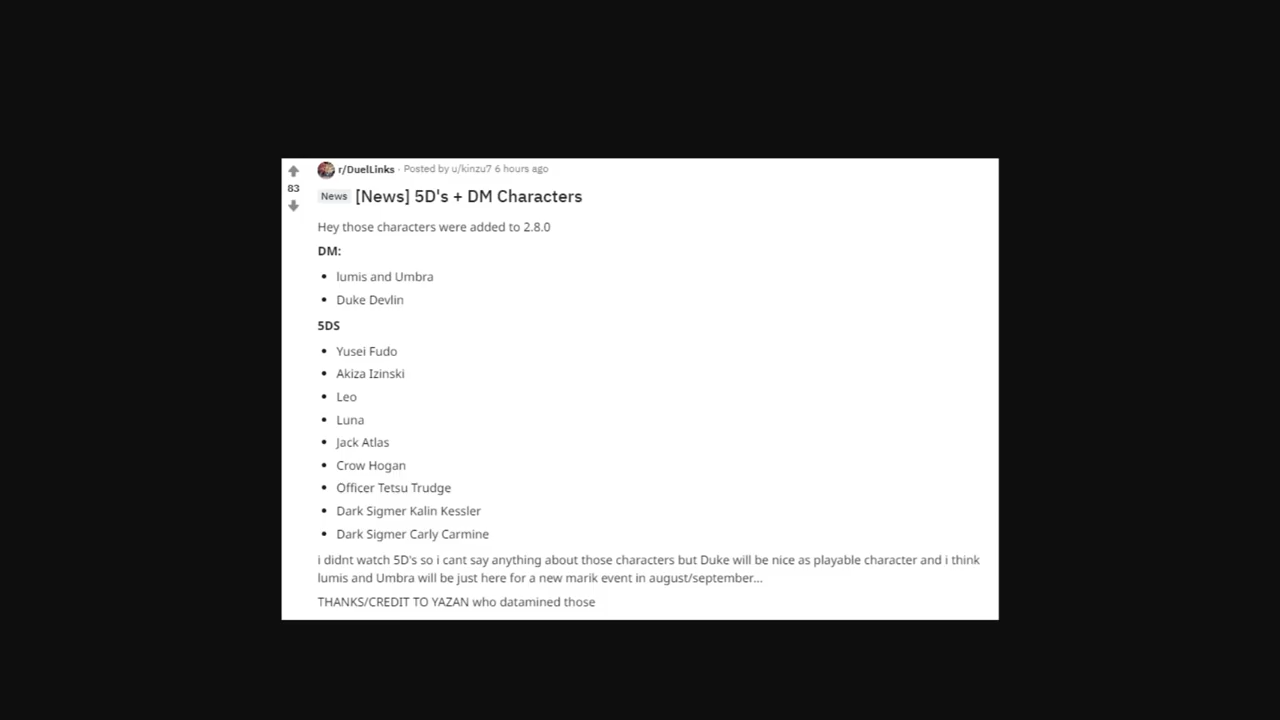 r/DuelLinks · Posted by u/kinzu7 6 hours ago
83
News [News] 5D's + DM Characters
Hey those characters were added to 2.8.0
DM:
• lumis and Umbra
• Duke Devlin
5DS
• Yusei Fudo
• Akiza Izinski
• Leo
• Luna
• Jack Atlas
• Crow Hogan
• Officer Tetsu Trudge
• Dark Sigmer Kalin Kessler
• Dark Sigmer Carly Carmine
i didnt watch 5D's so i cant say anything about those characters but Duke will be nice as playable character and i think
lumis and Umbra will be just here for a new marik event in august/september...
THANKS/CREDIT TO YAZAN who datamined those